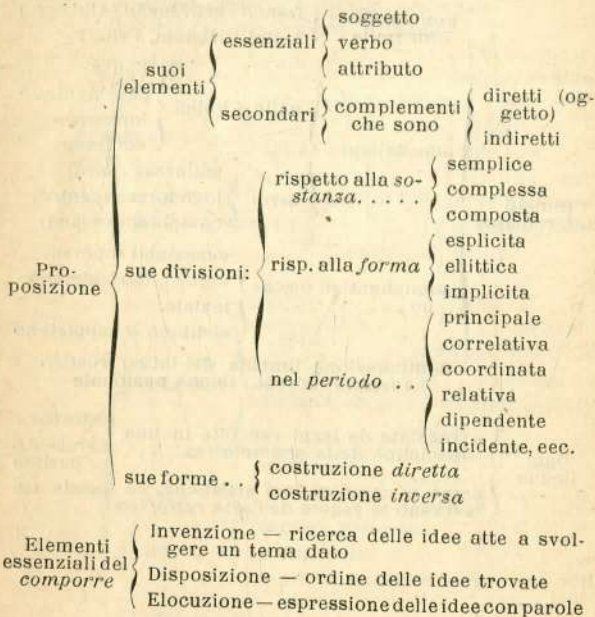 soggetto
essenziali verbo
attributo
suoi
elementi
secondari complementi
che sono
diretti (og-
getto)
indiretti
Pro-
posizione
sue divisioni:
rispetto alla so-
stanza.....
semplice
complessa
composta
risp. alla forma
esplicita
ellittica
implicita
nel periodo ..
principale
correlativa
coordinata
relativa
dipendente
incidente, eec.
sue forme ..
costruzione diretta
costruzione inversa
Elementi
essenziali del
comporre
Invenzione — ricerca delle idee atte a svol-
gere un tema dato
Disposizione — ordine delle idee trovate
Elocuzione — espressione delle idee con parole